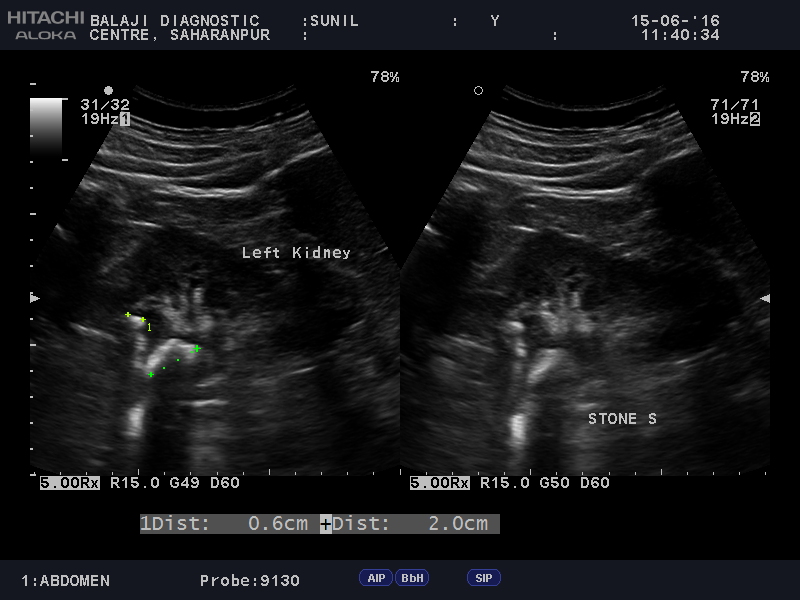 HITACHI
ALOKA
BALAJI DIAGNOSTIC :SUNIL : Y 15-06-'16
CENTRE, SAHARANPUR : : 11:40:34
78% 78%
31/32 71/71
19Hz1 19Hz2
Left Kidney
1
STONE S
5.00Rx R15.0 G49 D60 5.00Rx R15.0 G50 D60
1Dist: 0.6cm +Dist: 2.0cm
1:ABDOMEN Probe:9130 AIP BbH SIP